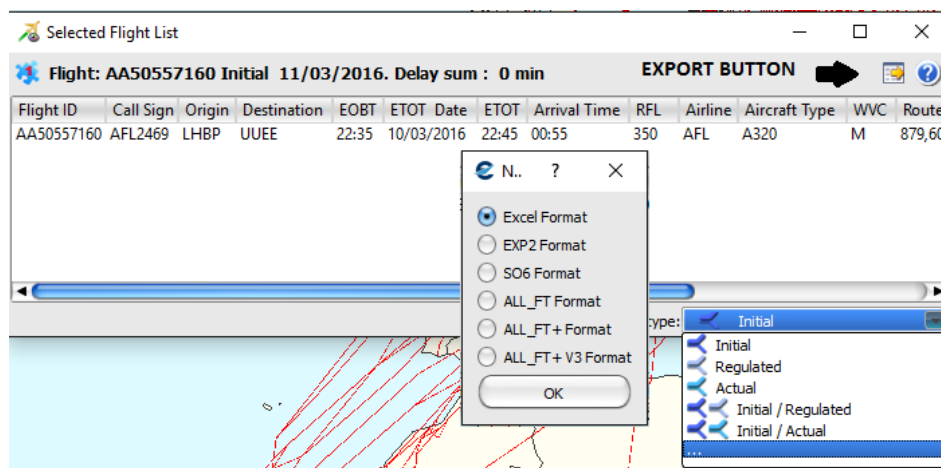 Selected Flight List
Flight: AA50557160 Initial 11/03/2016. Delay sum : 0 min
EXPORT BUTTON
Flight ID Call Sign Origin Destination EOBT ETOT Date ETOT Arrival Time RFL Airline Aircraft Type WVC Route
AA50557160 AFL2469 LHBP UUEE 22:35 10/03/2016 22:45 00:55 350 AFL A320 M 879,60
N.. ?
Excel Format
EXP2 Format
SO6 Format
ALL_FT Format
ALL_FT+ Format
ALL_FT+ V3 Format
OK
type: Initial
Initial
Regulated
Actual
Initial / Regulated
Initial / Actual
...